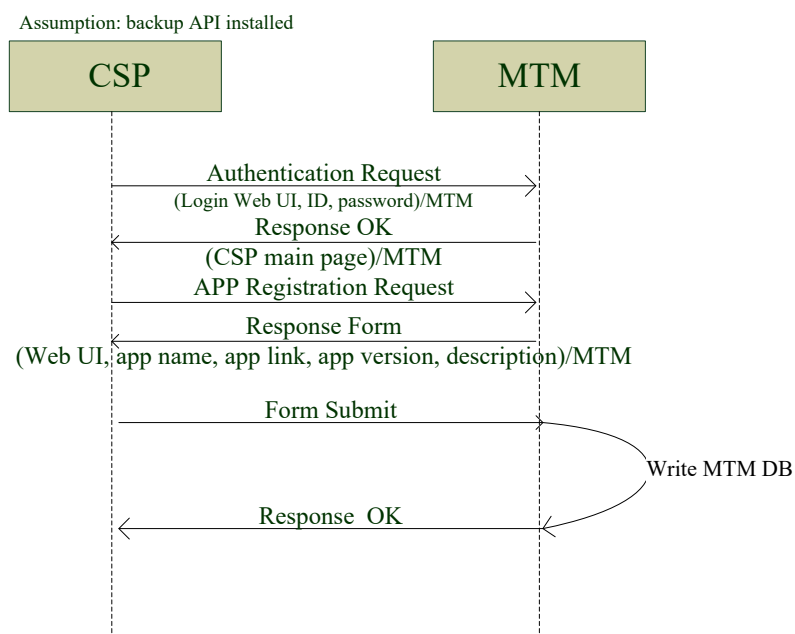 Assumption: backup API installed
CSP
MTM
Authentication Request
(Login Web UI, ID, password)/MTM
Response OK
(CSP main page)/MTM
APP Registration Request
Response Form
(Web UI, app name, app link, app version, description)/MTM
Form Submit
Write MTM DB
Response  OK